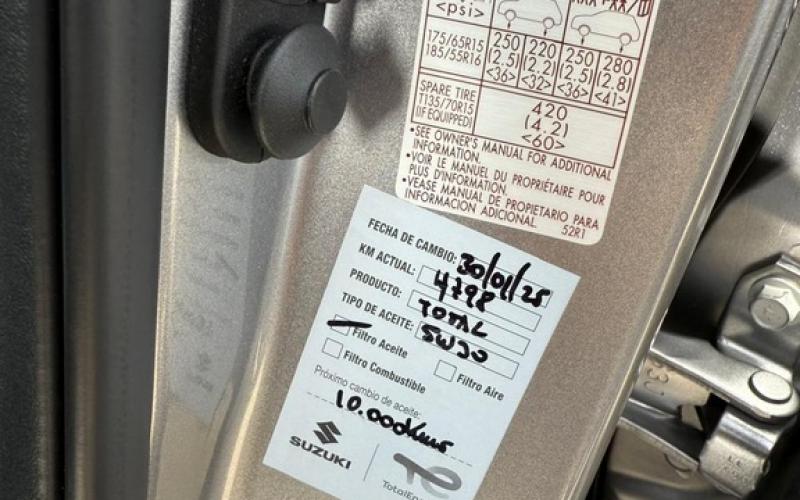 <psi>
175/65R15
185/55R16
250 220 250 280
(2.5) (2.2) (2.5) (2.8)
<36> <32> <36> <41>
SPARE TIRE
T135/70R15
(IF EQUIPPED)
420
(4.2)
<60>
•SEE OWNER'S MANUAL FOR ADDITIONAL
INFORMATION.
•VOIR LE MANUEL DU PROPRIÉTAIRE POUR
PLUS D'INFORMATION.
•VEASE MANUAL DE PROPIETARIO PARA
INFORMACION ADICIONAL. 52R1
FECHA DE CAMBIO: 30/01/25
KM ACTUAL: 4798
PRODUCTO: TOTAL
TIPO DE ACEITE: 5W30
Filtro Aceite
Filtro Combustible
Filtro Aire
Próximo cambio de aceite:
10.000Kms
SUZUKI